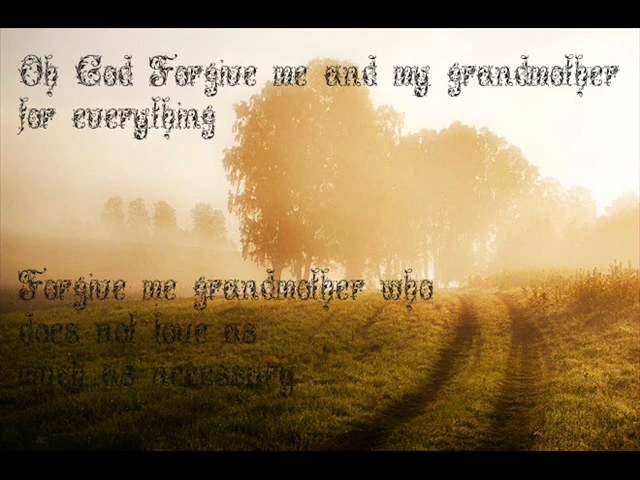 Oh God Forgive me and my grandmother
for everything
Forgive me grandmother who
does not love as
much as necessary